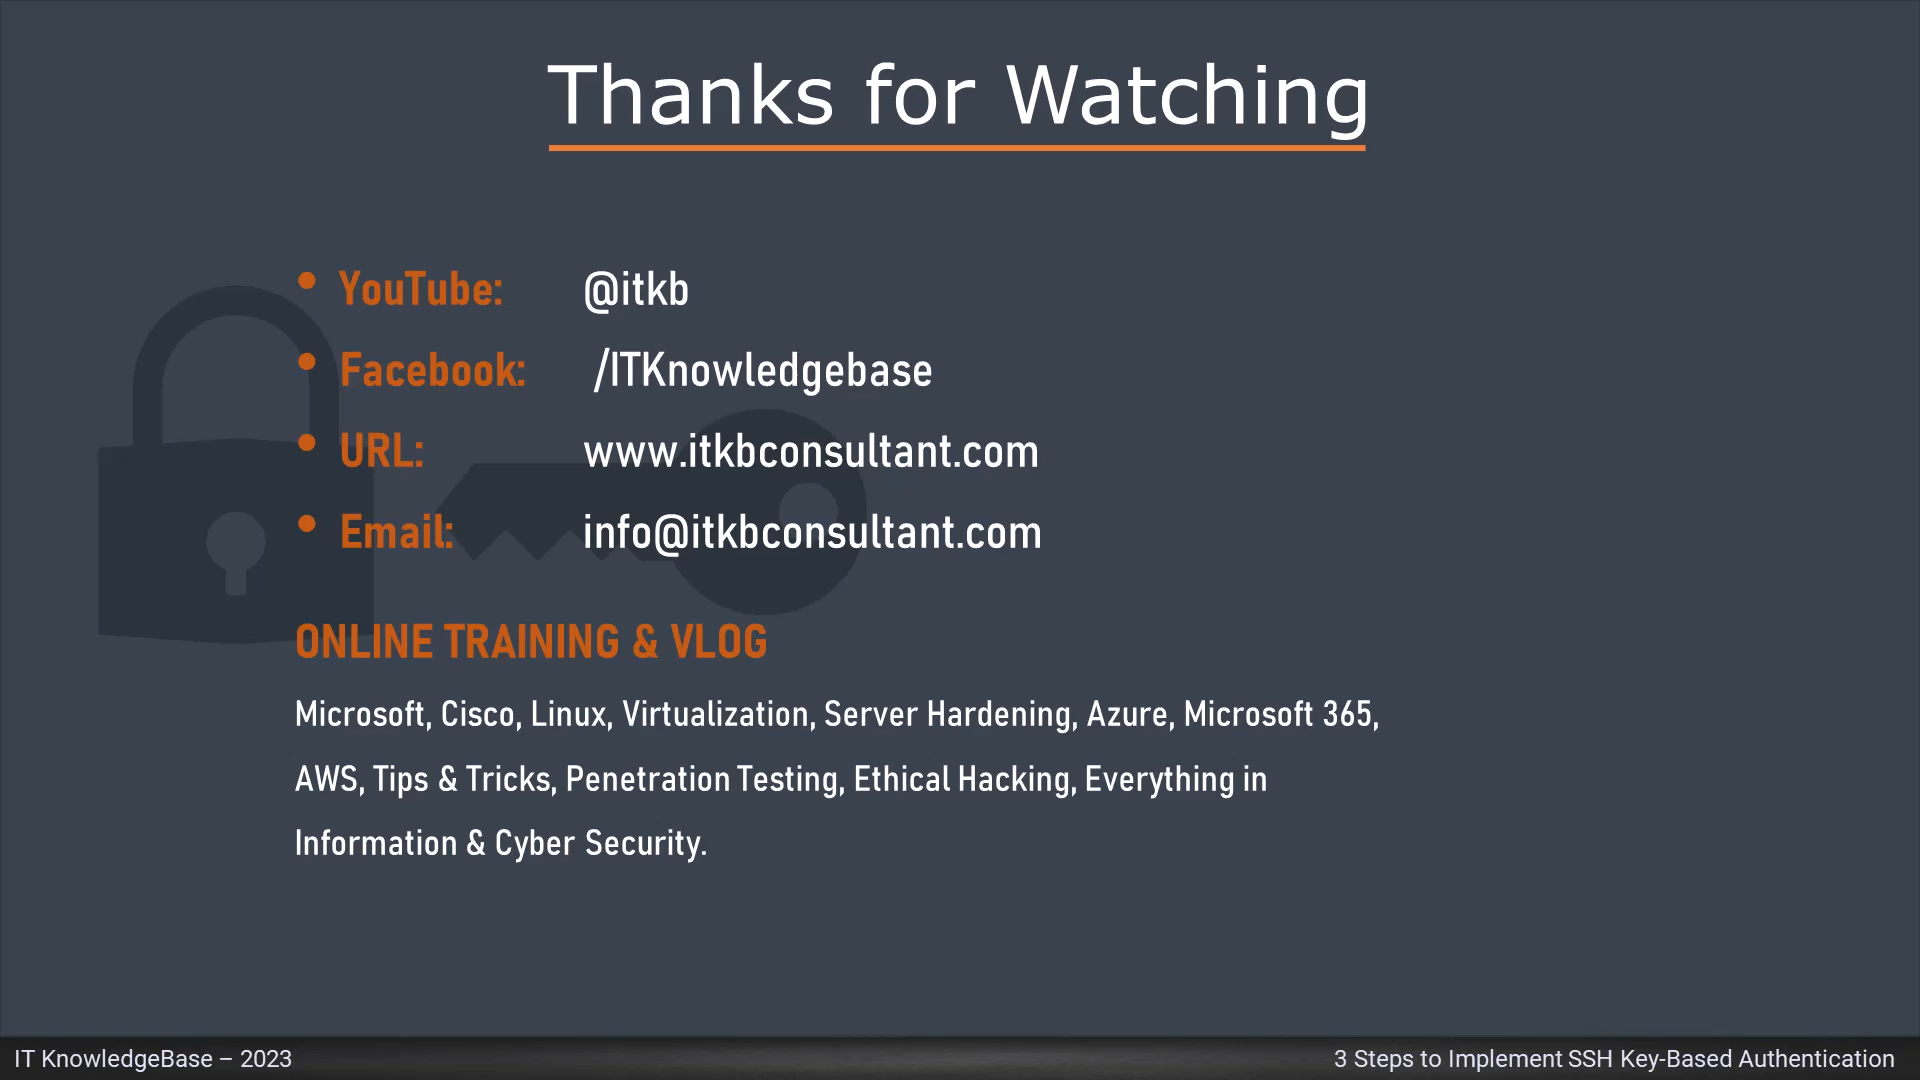 Thanks for Watching
• YouTube: @itkb
• Facebook: /ITKnowledgebase
• URL: www.itkbconsultant.com
• Email: info@itkbconsultant.com
ONLINE TRAINING & VLOG
Microsoft, Cisco, Linux, Virtualization, Server Hardening, Azure, Microsoft 365,
AWS, Tips & Tricks, Penetration Testing, Ethical Hacking, Everything in
Information & Cyber Security.
IT KnowledgeBase – 2023
3 Steps to Implement SSH Key-Based Authentication